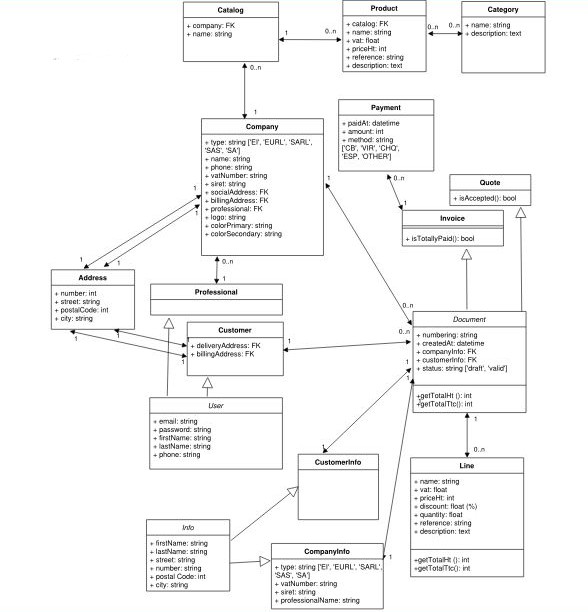 Catalog
+ company: FK
+ name: string
Product
+ catalog: FK
+ name: string
+ vat: float
+ priceHt: int
+ reference: string
+ description: text
Category
+ name: string
+ description: text
1
0..n
0..n
0..n
0..n
1
Company
+ type: string ['EI', 'EURL', 'SARL',
'SAS', 'SA']
+ name: string
+ phone: string
+ vatNumber: string
+ siret: string
+ socialAddress: FK
+ billingAddress: FK
+ professional: FK
+ logo: string
+ colorPrimary: string
+ colorSecondary: string
Payment
+ paidAt: datetime
+ amount: int
+ method: string
['CB', 'VIR', 'CHQ',
'ESP, 'OTHER']
Quote
+ isAccepted(): bool
0..n
1
Invoice
+ isTotallyPaid(): bool
1
1
1
1
1
0..n
1
Address
+ number: int
+ street: string
+ postalCode: int
+ city: string
Professional
Customer
+ deliveryAddress: FK
+ billingAddress: FK
1
1
1
1
1
0..n
0..n
Document
+ numbering: string
+ createdAt: datetime
+ companyInfo: FK
+ customerInfo: FK
+ status: string ['draft', 'valid']
+getTotalHt (): int
+getTotalTtc(): int
User
+ email: string
+ password: string
+ firstName: string
+ lastName: string
+ phone: string
1
1
1
0..n
1
CustomerInfo
Line
+ name: string
+ vat: float
+ priceHt: int
+ discount: float (%)
+ quantity: float
+ reference: string
+ description: text
+getTotalHt (): int
+getTotalTtc(): int
Info
+ firstName: string
+ lastName: string
+ street: string
+ number: string
+ postal Code: int
+ city: string
CompanyInfo
+ type: string ['EI', 'EURL', 'SARL',
'SAS', 'SA']
+ vatNumber: string
+ siret: string
+ professionalName: string
1